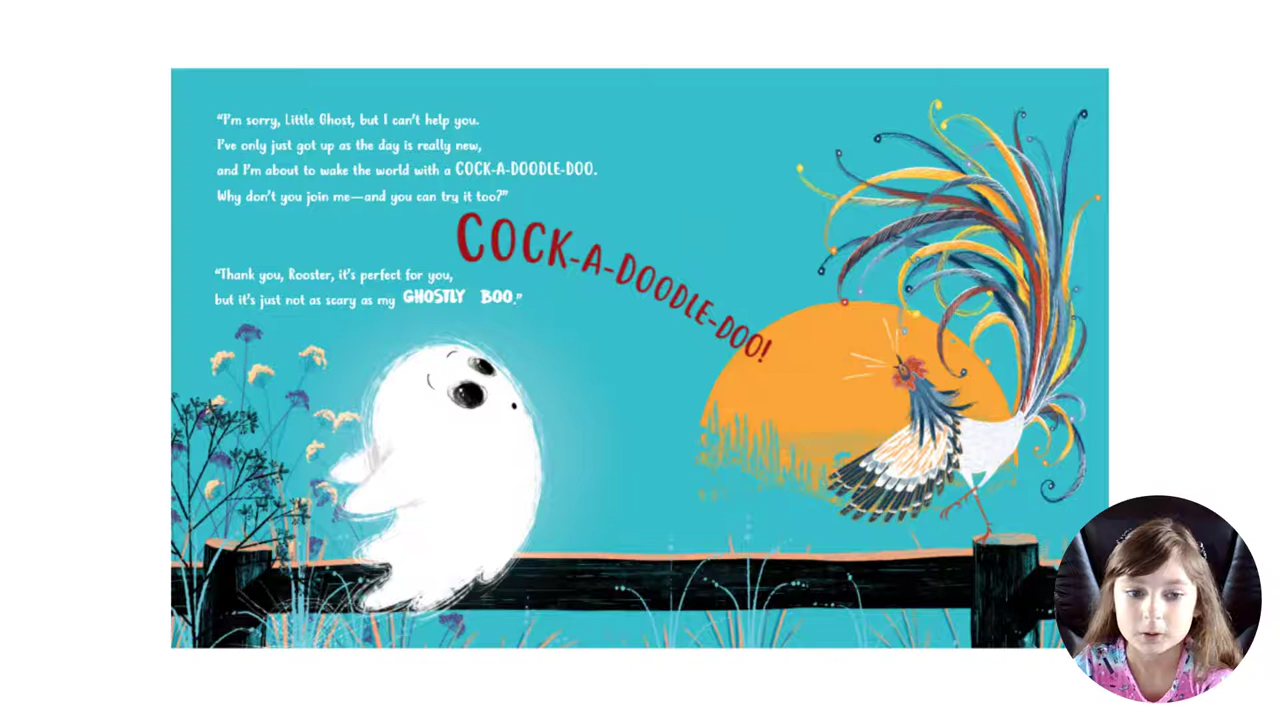 “I’m sorry, Little Ghost, but I can’t help you.
I’ve only just got up as the day is really new,
and I’m about to wake the world with a COCK-A-DOODLE-DOO.
Why don’t you join me—and you can try it too?”
COCK-A-DOODLE-DOO!
“Thank you, Rooster, it’s perfect for you,
but it’s just not as scary as my GHOSTLY BOO.”